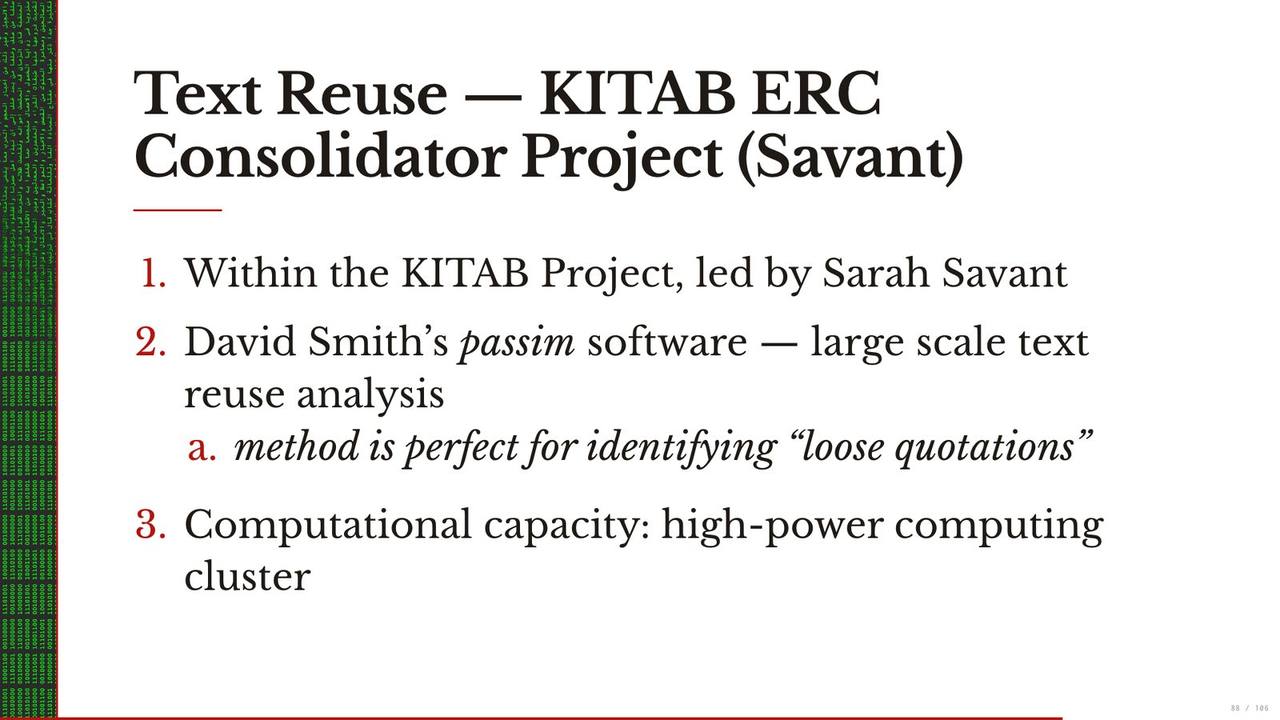 Text Reuse — KITAB ERC
Consolidator Project (Savant)
1. Within the KITAB Project, led by Sarah Savant
2. David Smith’s passim software — large scale text
reuse analysis
a. method is perfect for identifying “loose quotations”
3. Computational capacity: high-power computing
cluster
88 / 106